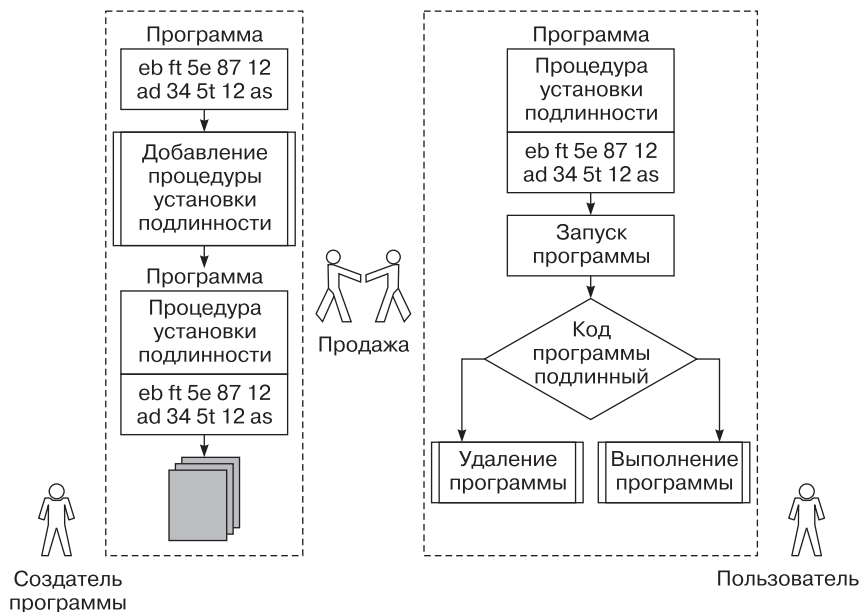 Программа
eb ft 5e 87 12
ad 34 5t 12 as
Добавление
процедуры
установки
подлинности
Программа
Процедура
установки
подлинности
eb ft 5e 87 12
ad 34 5t 12 as
Создатель
программы
Продажа
Программа
Процедура
установки
подлинности
eb ft 5e 87 12
ad 34 5t 12 as
Запуск
программы
Код
программы
подлинный
Удаление
программы
Выполнение
программы
Пользователь